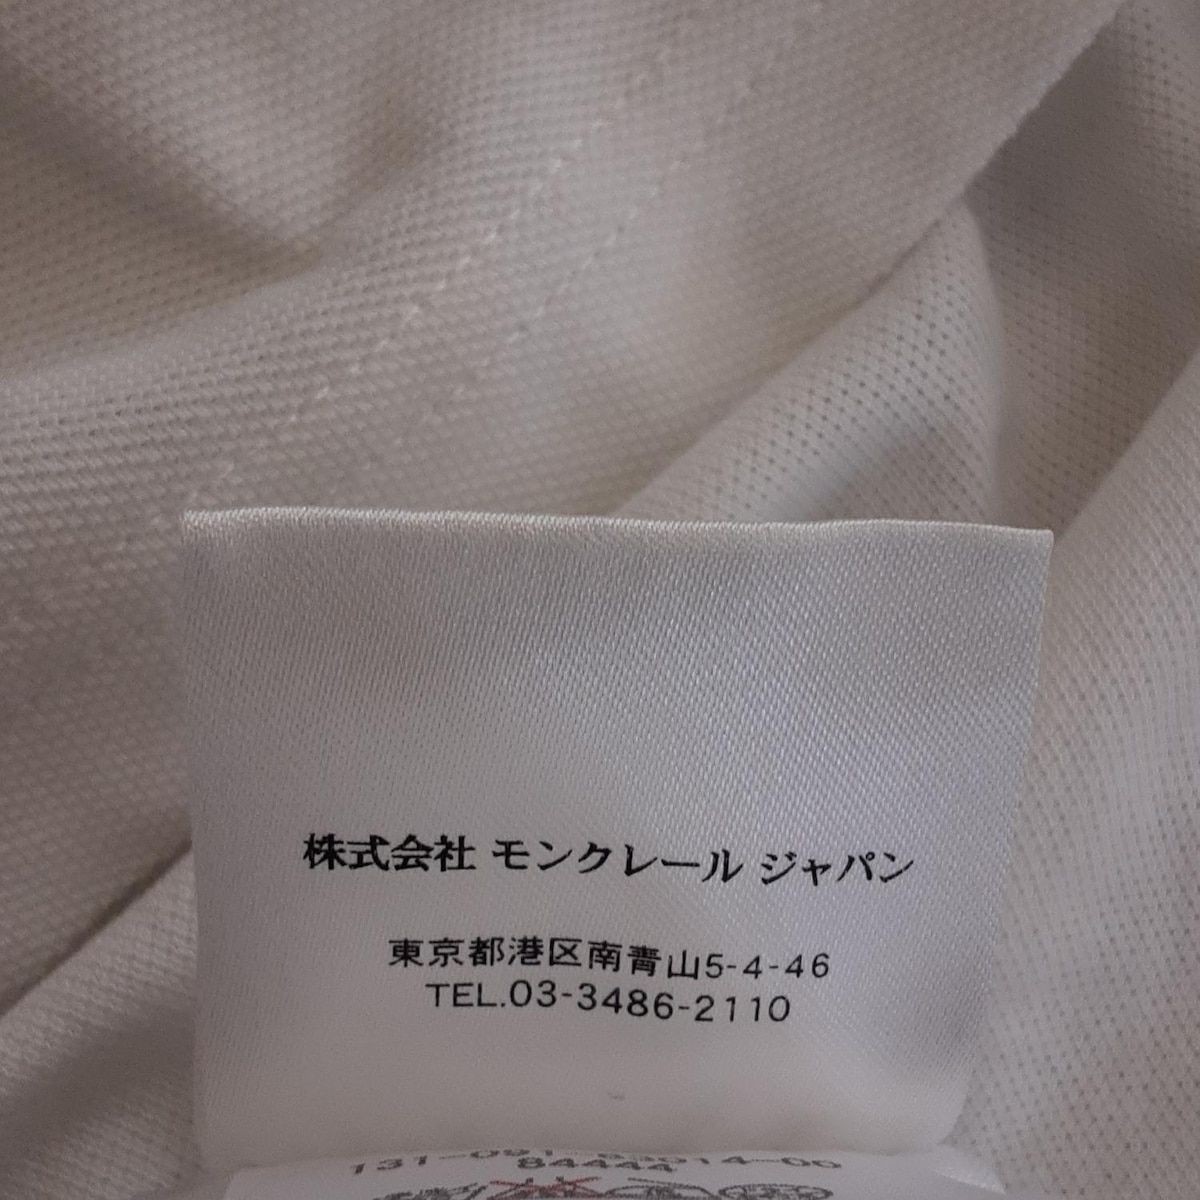 株式会社 モンクレール ジャパン
東京都港区南青山5-4-46
TEL.03-3486-2110
84444